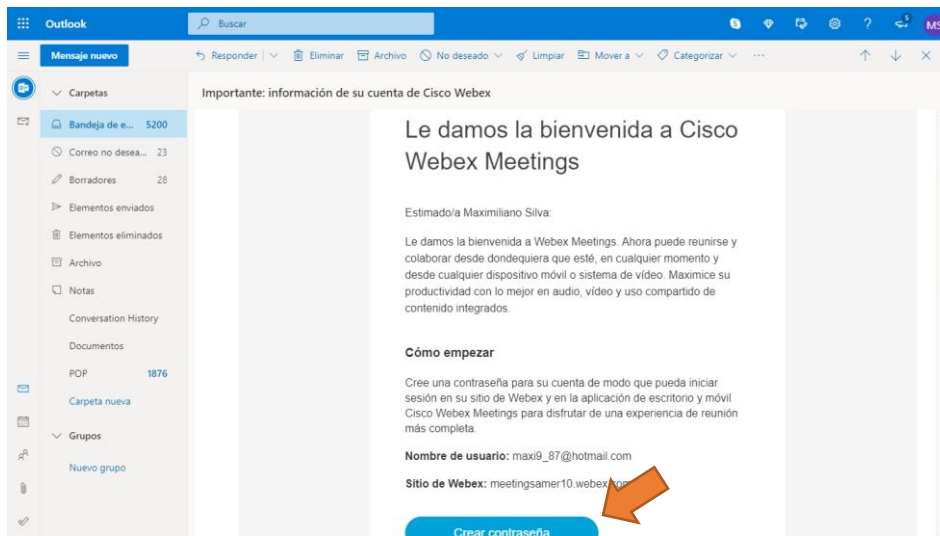 Outlook
Buscar
MS
Mensaje nuevo
Responder
Eliminar
Archivo
No deseado
Limpiar
Mover a
Categorizar
Carpetas
Importante: información de su cuenta de Cisco Webex
Bandeja de e... 5200
Correo no desea... 23
Borradores 28
Elementos enviados
Elementos eliminados
Archivo
Notas
Conversation History
Documentos
POP 1876
Carpeta nueva
Grupos
Nuevo grupo
Le damos la bienvenida a Cisco
Webex Meetings
Estimado/a Maximiliano Silva:
Le damos la bienvenida a Webex Meetings. Ahora puede reunirse y
colaborar desde dondequiera que esté, en cualquier momento y
desde cualquier dispositivo móvil o sistema de vídeo. Maximice su
productividad con lo mejor en audio, vídeo y uso compartido de
contenido integrados.
Cómo empezar
Cree una contraseña para su cuenta de modo que pueda iniciar
sesión en su sitio de Webex y en la aplicación de escritorio y móvil
Cisco Webex Meetings para disfrutar de una experiencia de reunión
más completa.
Nombre de usuario: maxi9_87@hotmail.com
Sitio de Webex: meetingsamer10.webex.com
Crear contraseña